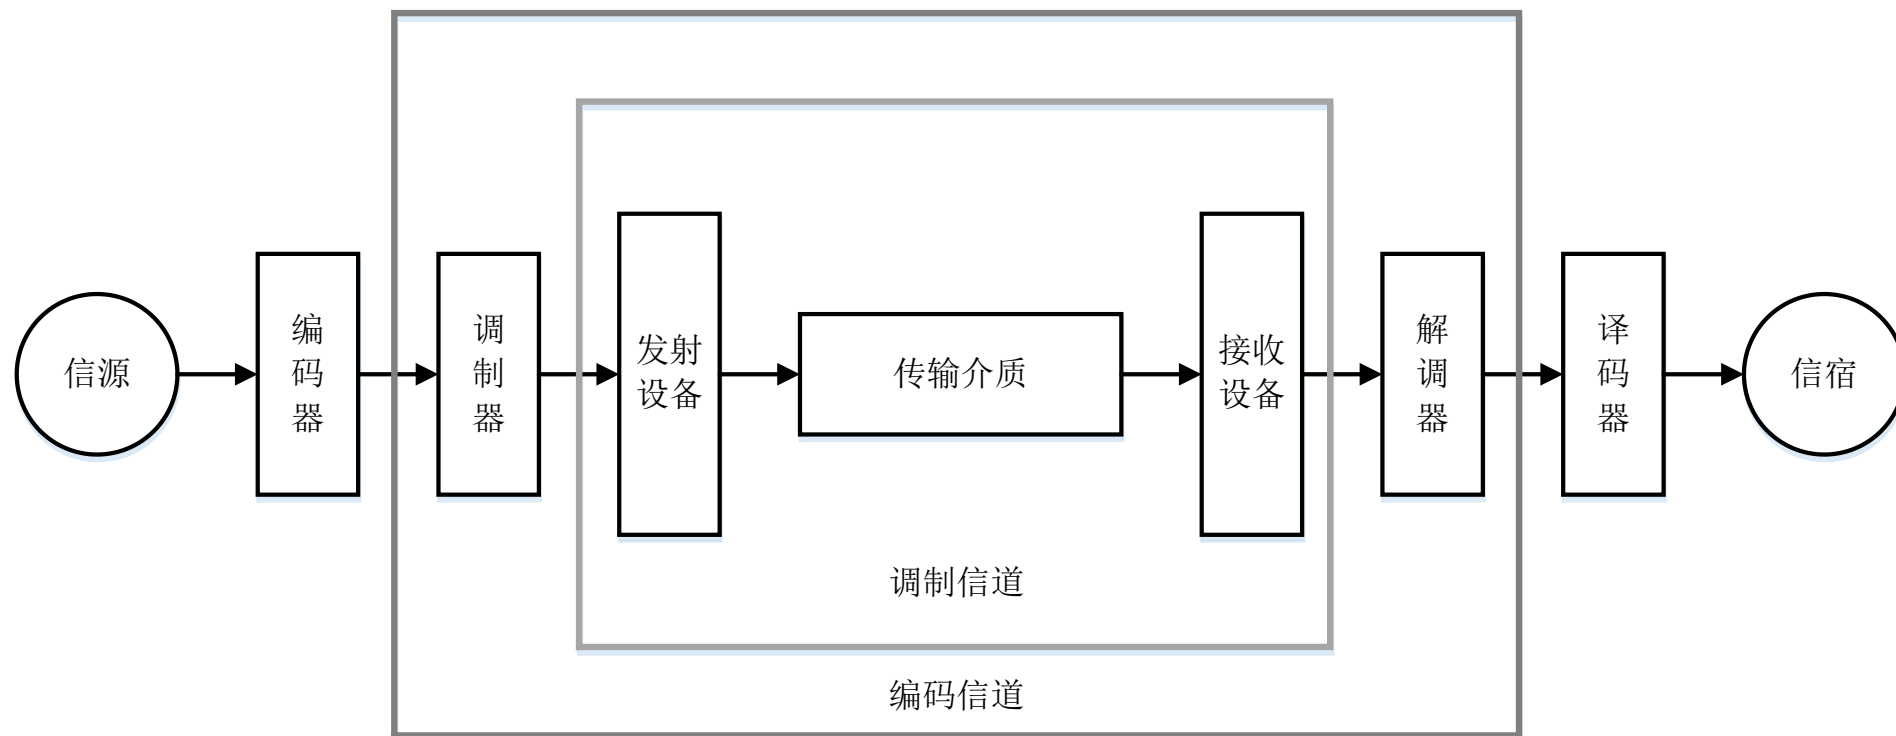 信源
编
码
器
调
制
器
发射
设备
传输介质
接收
设备
解
调
器
译
码
器
信宿
调制信道
编码信道